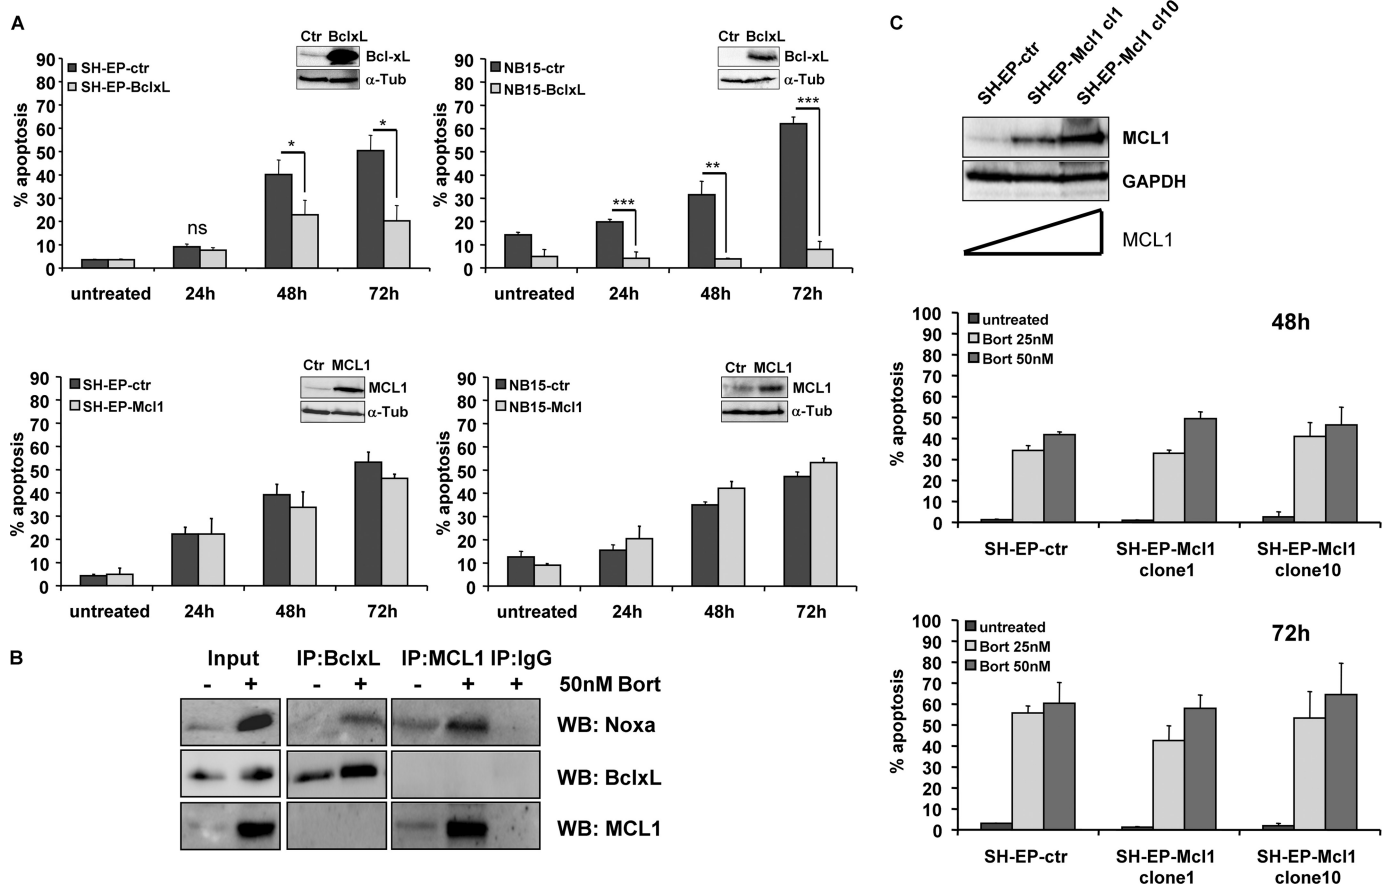 A
Ctr BclxL
Bcl-xL
α-Tub
SH-EP-ctr
SH-EP-BclxL
% apoptosis
90
80
70
60
50
40
30
20
10
0
ns
*
*
untreated 24h 48h 72h
Ctr BclxL
Bcl-xL
α-Tub
NB15-ctr
NB15-BclxL
% apoptosis
90
80
70
60
50
40
30
20
10
0
***
**
***
untreated 24h 48h 72h
Ctr MCL1
MCL1
α-Tub
SH-EP-ctr
SH-EP-Mcl1
% apoptosis
90
80
70
60
50
40
30
20
10
0
untreated 24h 48h 72h
Ctr MCL1
MCL1
α-Tub
NB15-ctr
NB15-Mcl1
% apoptosis
90
80
70
60
50
40
30
20
10
0
untreated 24h 48h 72h
B
Input IP:BclxL IP:MCL1 IP:IgG
- + - + - + + 50nM Bort
WB: Noxa
WB: BclxL
WB: MCL1
C
SH-EP-ctr
SH-EP-Mcl1 cl1
SH-EP-Mcl1 cl10
MCL1
GAPDH
MCL1
48h
untreated
Bort 25nM
Bort 50nM
% apoptosis
100
90
80
70
60
50
40
30
20
10
0
SH-EP-ctr SH-EP-Mcl1 SH-EP-Mcl1
clone1 clone10
72h
untreated
Bort 25nM
Bort 50nM
% apoptosis
100
90
80
70
60
50
40
30
20
10
0
SH-EP-ctr SH-EP-Mcl1 SH-EP-Mcl1
clone1 clone10